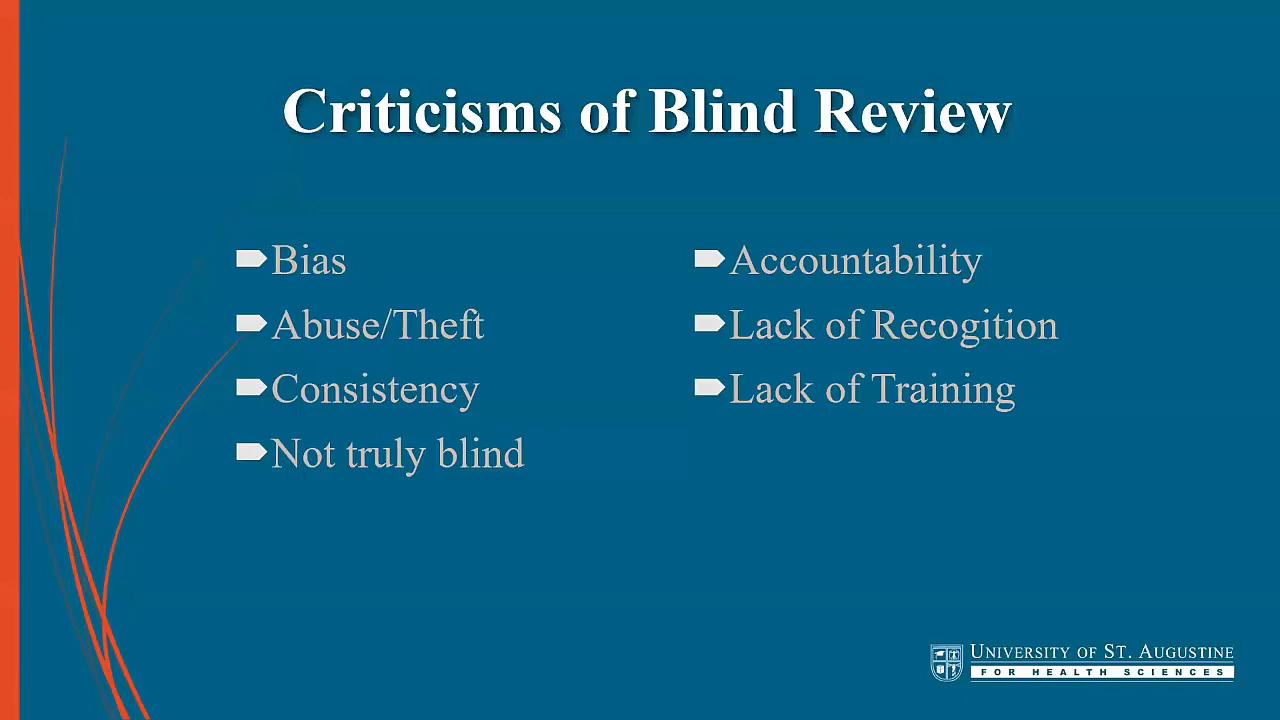 Criticisms of Blind Review
Bias
Abuse/Theft
Consistency
Not truly blind
Accountability
Lack of Recogition
Lack of Training
UNIVERSITY OF ST. AUGUSTINE
FOR HEALTH SCIENCES